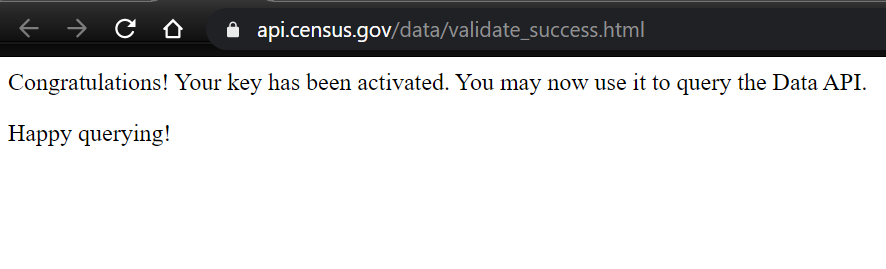 api.census.gov/data/validate_success.html
Congratulations! Your key has been activated. You may now use it to query the Data API.
Happy querying!